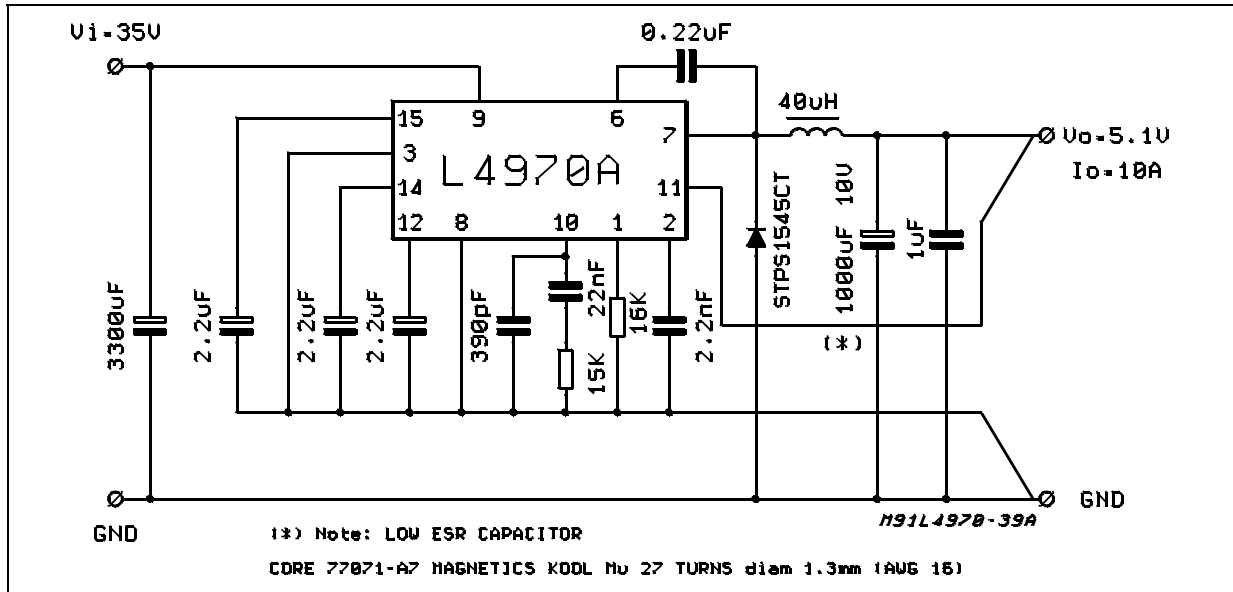 Vi=35V
0.22uF
40uH
15
9
6
7
3
L4970A
14
11
12
8
10
1
2
Vo=5.1V
Io=10A
3300uF
2.2uF
2.2uF
2.2uF
390pF
22nF
15K
16K
2.2nF
STPS1545CT
1000uF 10V
1uF
(*)
GND
GND
M91L4970-39A
(*) Note: LOW ESR CAPACITOR
CORE 77071-A7 MAGNETICS KOOL Mu 27 TURNS diam 1.3mm (AWG 16)